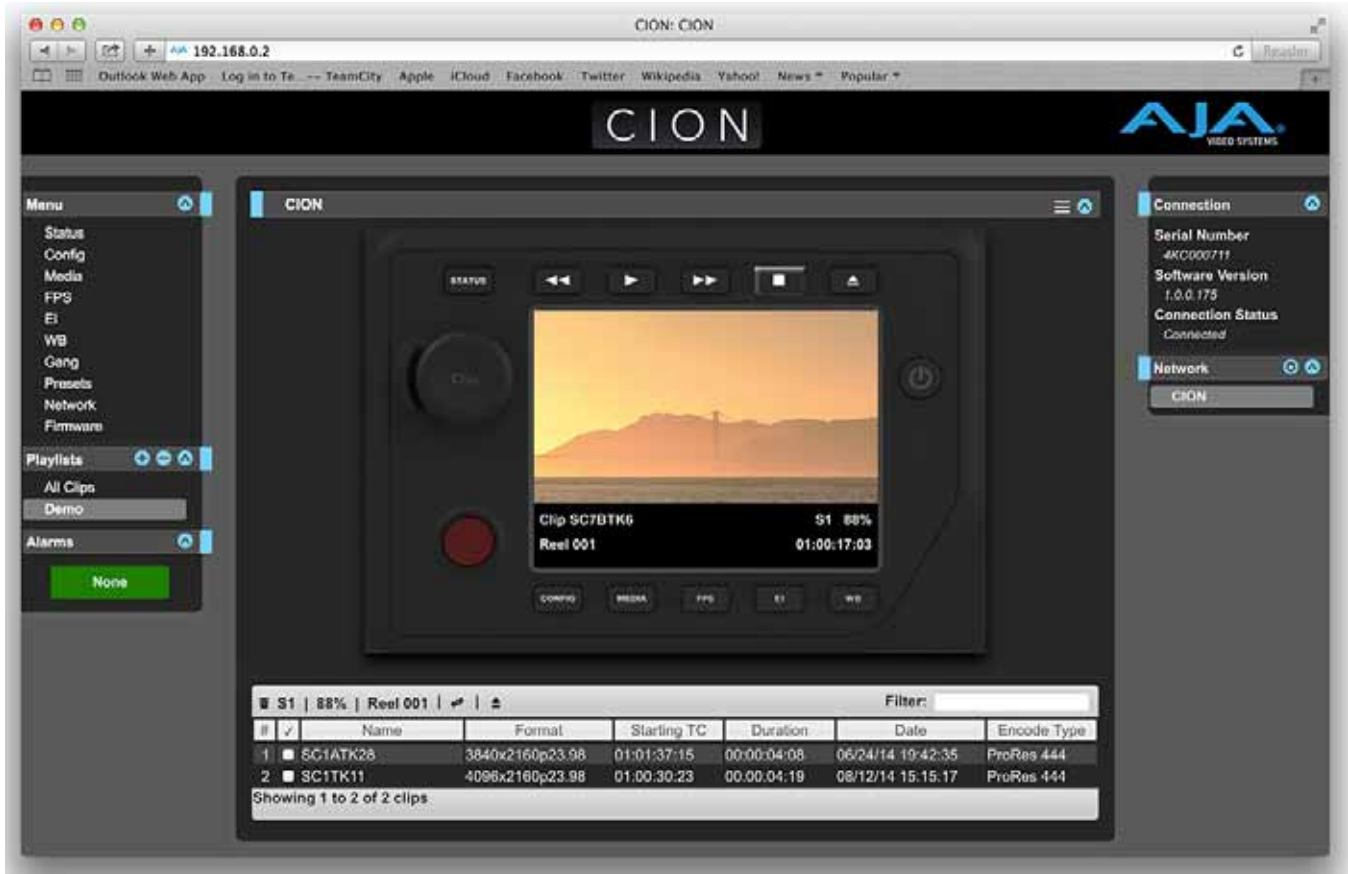 CION: CION
192.168.0.2
Reader
Outlook Web App Log in to Te... -- TeamCity Apple iCloud Facebook Twitter Wikipedia Yahoo! News Popular
CION
AJA
VIDEO SYSTEMS
Menu
Status
Config
Media
FPS
EI
WB
Gang
Presets
Network
Firmware
Playlists
All Clips
Demo
Alarms
None
CION
STATUS
Clip
Clip SC7BTK6 S1 88%
Reel 001 01:00:17:03
CONFIG MEDIA FPS EI WB
S1 | 88% | Reel 001 | |
Filter:
# ✓ Name Format Starting TC Duration Date Encode Type
1 SC1ATK28 3840x2160p23.98 01:01:37:15 00:00:04:08 06/24/14 19:42:35 ProRes 444
2 SC1TK11 4096x2160p23.98 01:00:30:23 00:00:04:19 08/12/14 15:15:17 ProRes 444
Showing 1 to 2 of 2 clips
Connection
Serial Number
4KC000711
Software Version
1.0.0.175
Connection Status
Connected
Network
CION